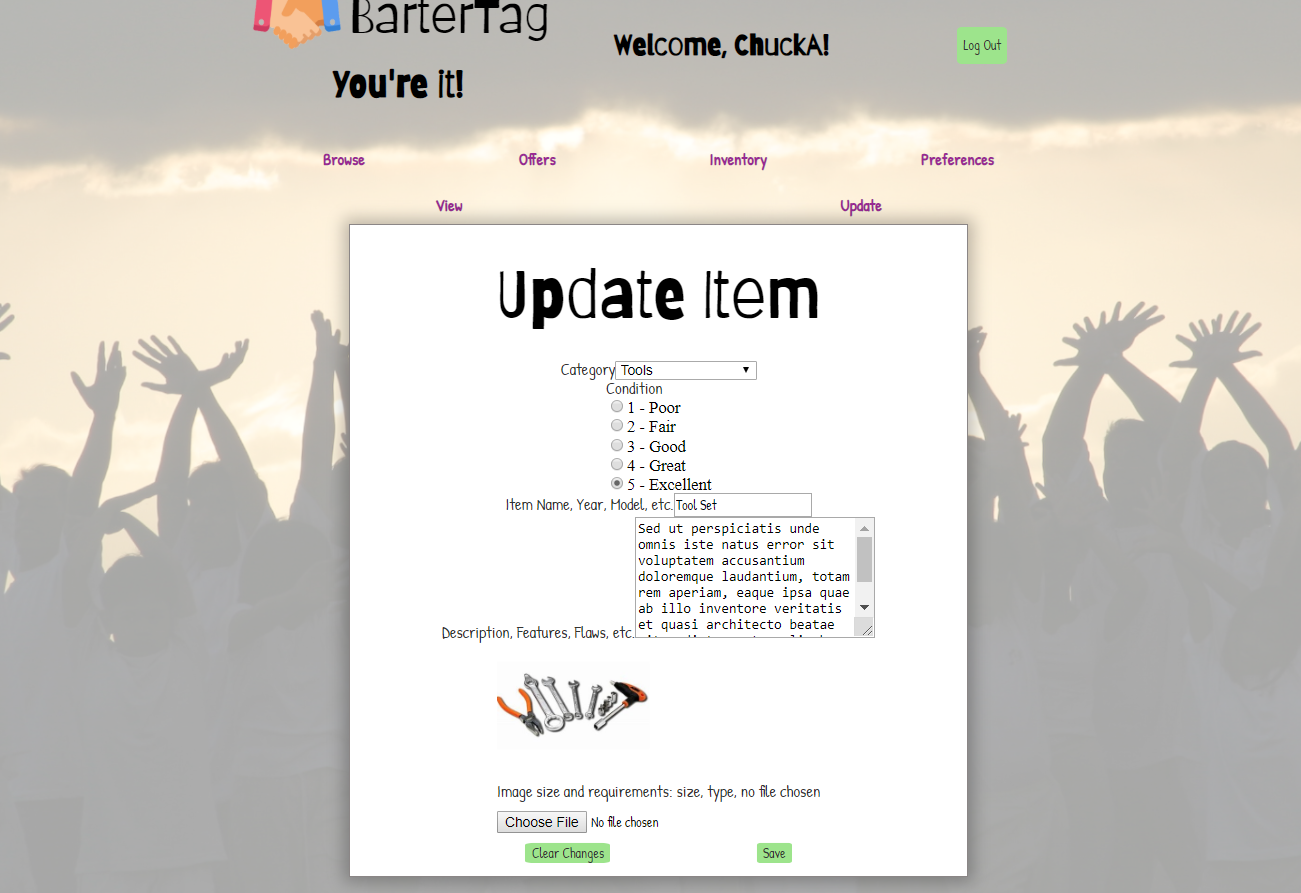 BarterTag
Welcome, ChuckA!
Log Out
You're it!
Browse Offers Inventory Preferences
View Update
Update Item
Category Tools
Condition
1 - Poor
2 - Fair
3 - Good
4 - Great
5 - Excellent
Item Name, Year, Model, etc. Tool Set
Sed ut perspiciatis unde
omnis iste natus error sit
voluptatem accusantium
doloremque laudantium, totam
rem aperiam, eaque ipsa quae
ab illo inventore veritatis
et quasi architecto beatae
Description, Features, Flaws, etc.
Image size and requirements: size, type, no file chosen
Choose File No file chosen
Clear Changes Save